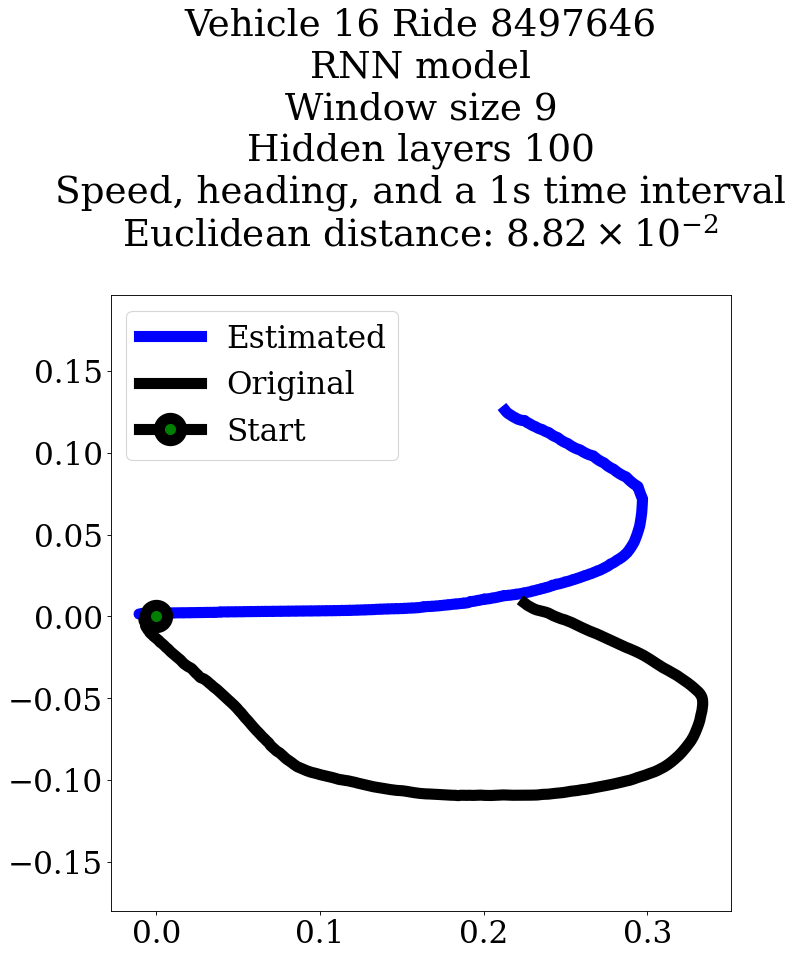 Vehicle 16 Ride 8497646
RNN model
Window size 9
Hidden layers 100
Speed, heading, and a 1s time interval
Euclidean distance: 8.82 × 10⁻²
Estimated
Original
Start
0.15
0.10
0.05
0.00
−0.05
−0.10
−0.15
0.0 0.1 0.2 0.3